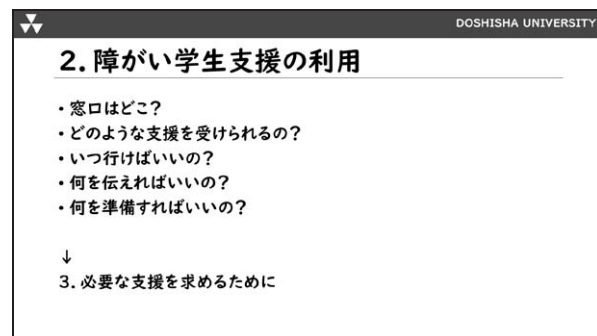 DOSHISHA UNIVERSITY
2. 障がい学生支援の利用
・窓口はどこ?
・どのような支援を受けられるの?
・いつ行けばいいの?
・何を伝えればいいの?
・何を準備すればいいの?
↓
3. 必要な支援を求めるために